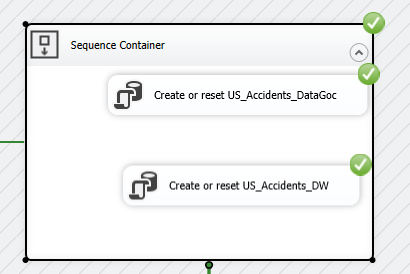 Sequence Container
Create or reset US_Accidents_DataGoc
Create or reset US_Accidents_DW